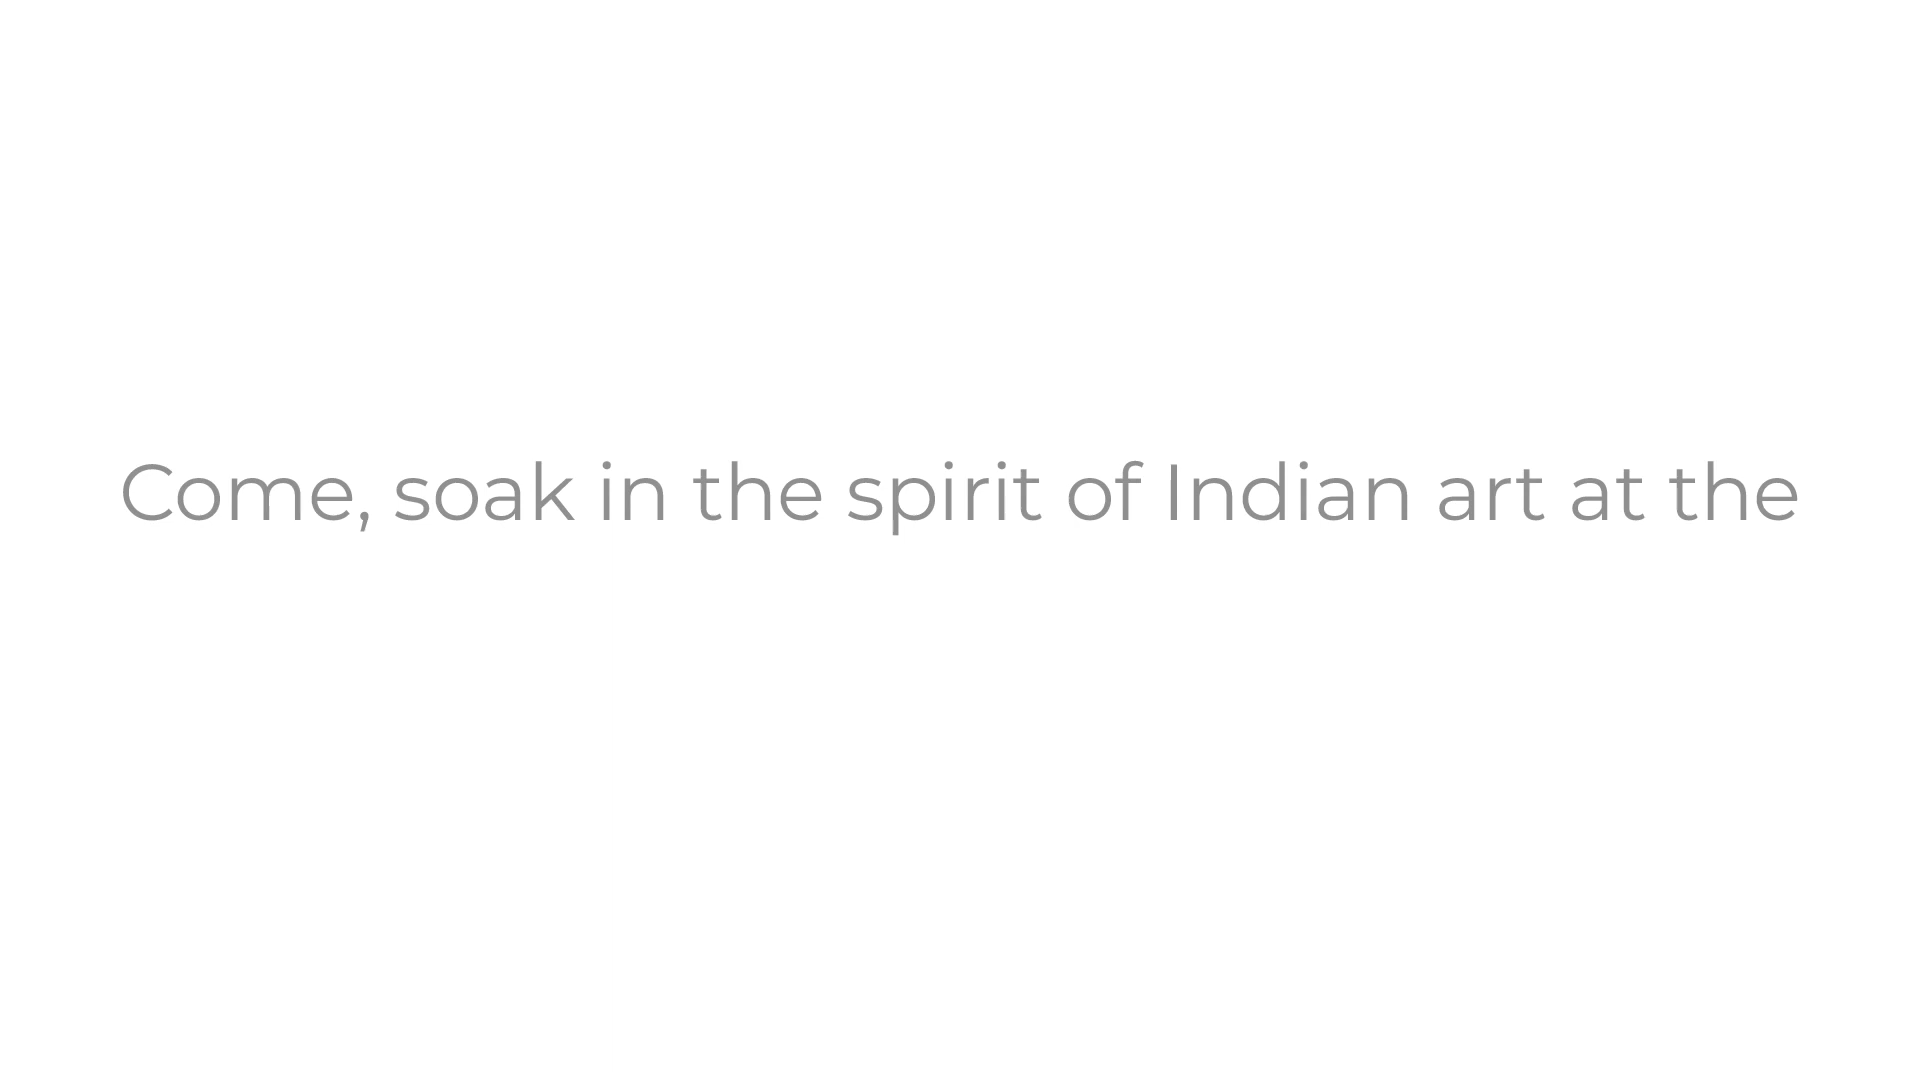 Come, soak in the spirit of Indian art at the